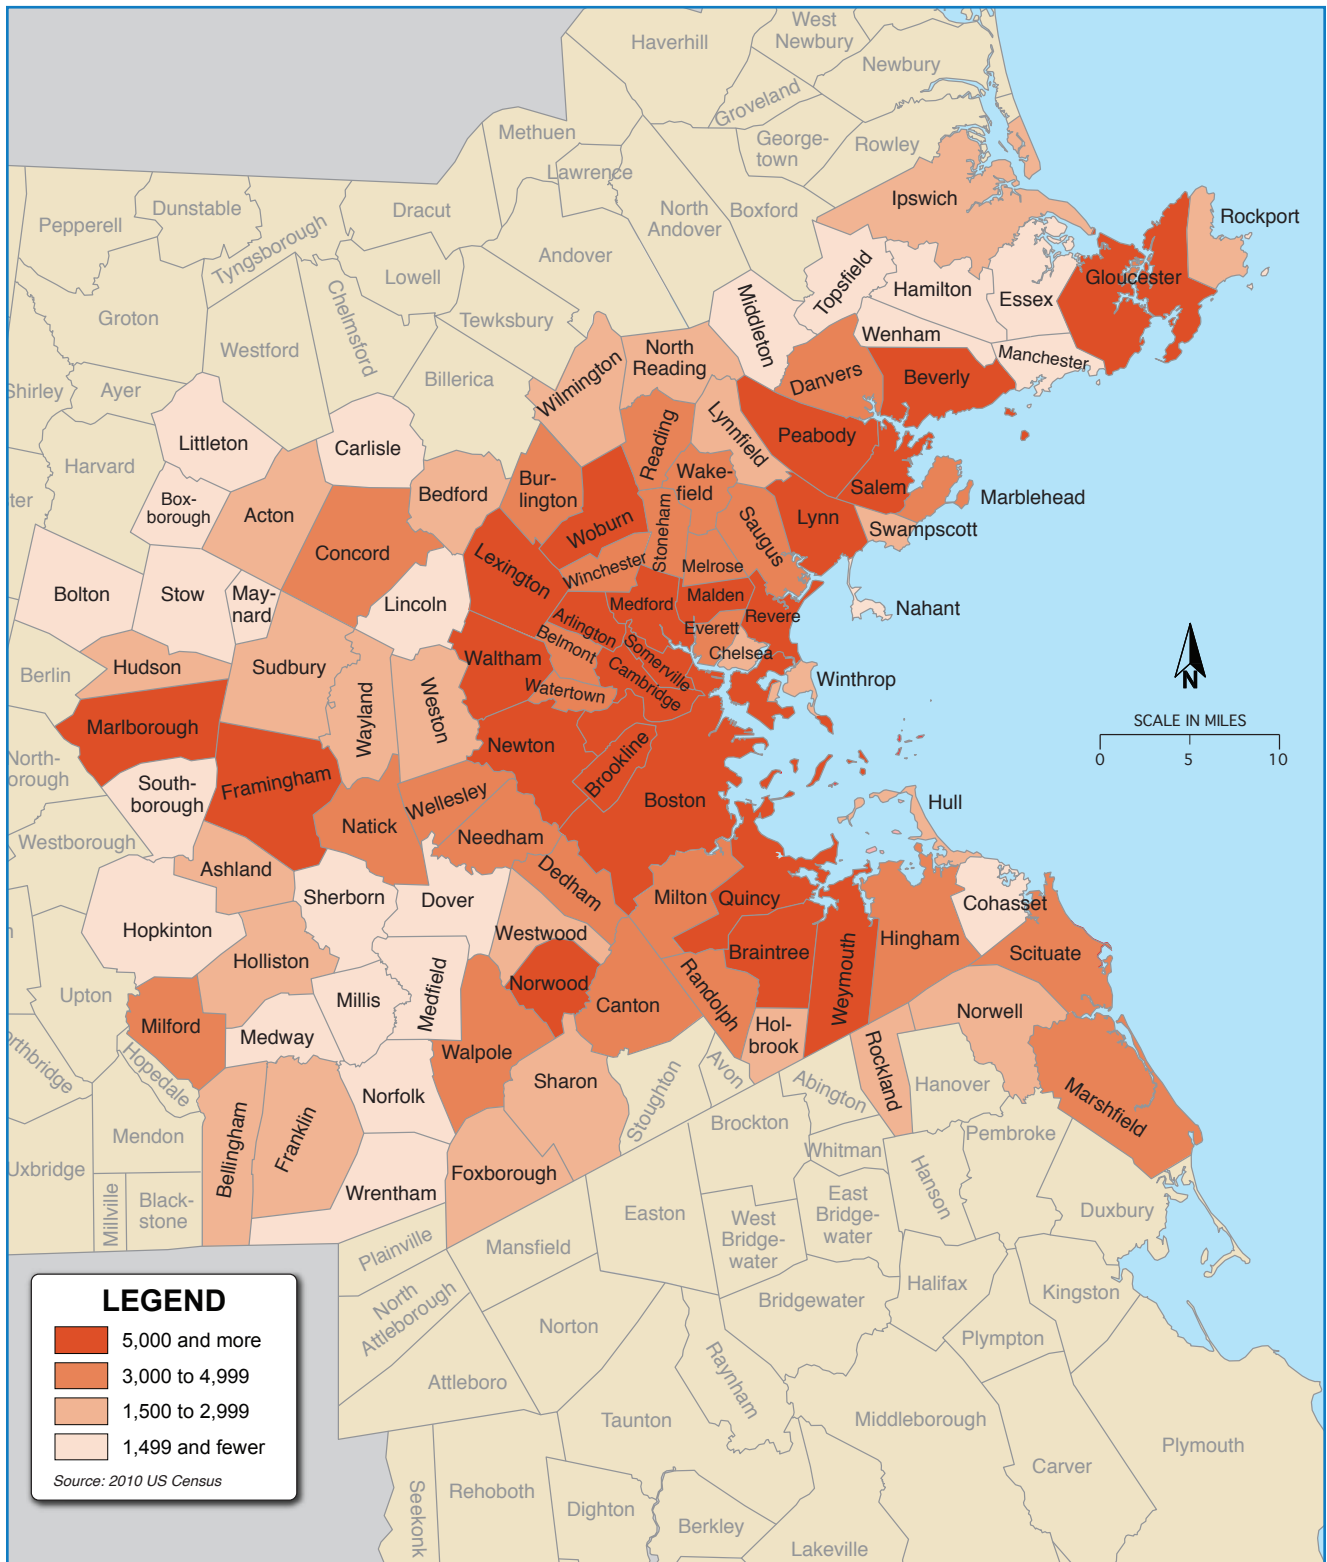 Haverhill
West
Newbury
Newbury
Groveland
Methuen
George-
town
Rowley
Lawrence
Ipswich
Pepperell
Dunstable
Dracut
North
Andover
Boxford
Rockport
Tyngsborough
Andover
Lowell
Topsfield
Hamilton
Essex
Gloucester
Groton
Chelmsford
Tewksbury
Middleton
Wenham
Manchester
Westford
North
Reading
Wilmington
Billerica
Danvers
Beverly
Shirley
Ayer
Littleton
Carlisle
Lynnfield
Peabody
Harvard
Reading
Wake-
field
Bur-
lington
Bedford
Salem
Marblehead
ter
Box-
borough
Acton
Woburn
Stoneham
Lynn
Swampscott
Saugus
Concord
Lexington
Winchester
Melrose
Bolton
Stow
May-
nard
Lincoln
Medford
Malden
Nahant
Arlington
Revere
Everett
Belmont
Somerville
Chelsea
Berlin
Hudson
Sudbury
Waltham
Cambridge
Winthrop
Watertown
N
Marlborough
Wayland
Weston
SCALE IN MILES
0
5
10
Newton
Brookline
North-
orough
South-
borough
Framingham
Wellesley
Boston
Hull
Natick
Needham
Westborough
Ashland
Dedham
Sherborn
Dover
Milton
Quincy
Cohasset
Hopkinton
Westwood
Hingham
Braintree
Scituate
Holliston
Norwood
Weymouth
Upton
Medfield
Millis
Canton
Randolph
Norwell
Milford
Medway
Hol-
brook
rthbridge
Hopedale
Walpole
Rockland
Sharon
Avon
Abington
Hanover
Norfolk
Stoughton
Marshfield
Mendon
Bellingham
Franklin
Brockton
Pembroke
Whitman
Uxbridge
Foxborough
Hanson
Wrentham
Millville
Black-
stone
Easton
West
Bridge-
water
East
Bridge-
water
Duxbury
Plainville
Mansfield
Halifax
Kingston
North
Attleborough
Bridgewater
Norton
Plympton
Raynham
Attleboro
Taunton
Middleborough
Plymouth
Carver
Seekonk
Rehoboth
Dighton
Berkley
Lakeville
LEGEND
5,000 and more
3,000 to 4,999
1,500 to 2,999
1,499 and fewer
Source: 2010 US Census